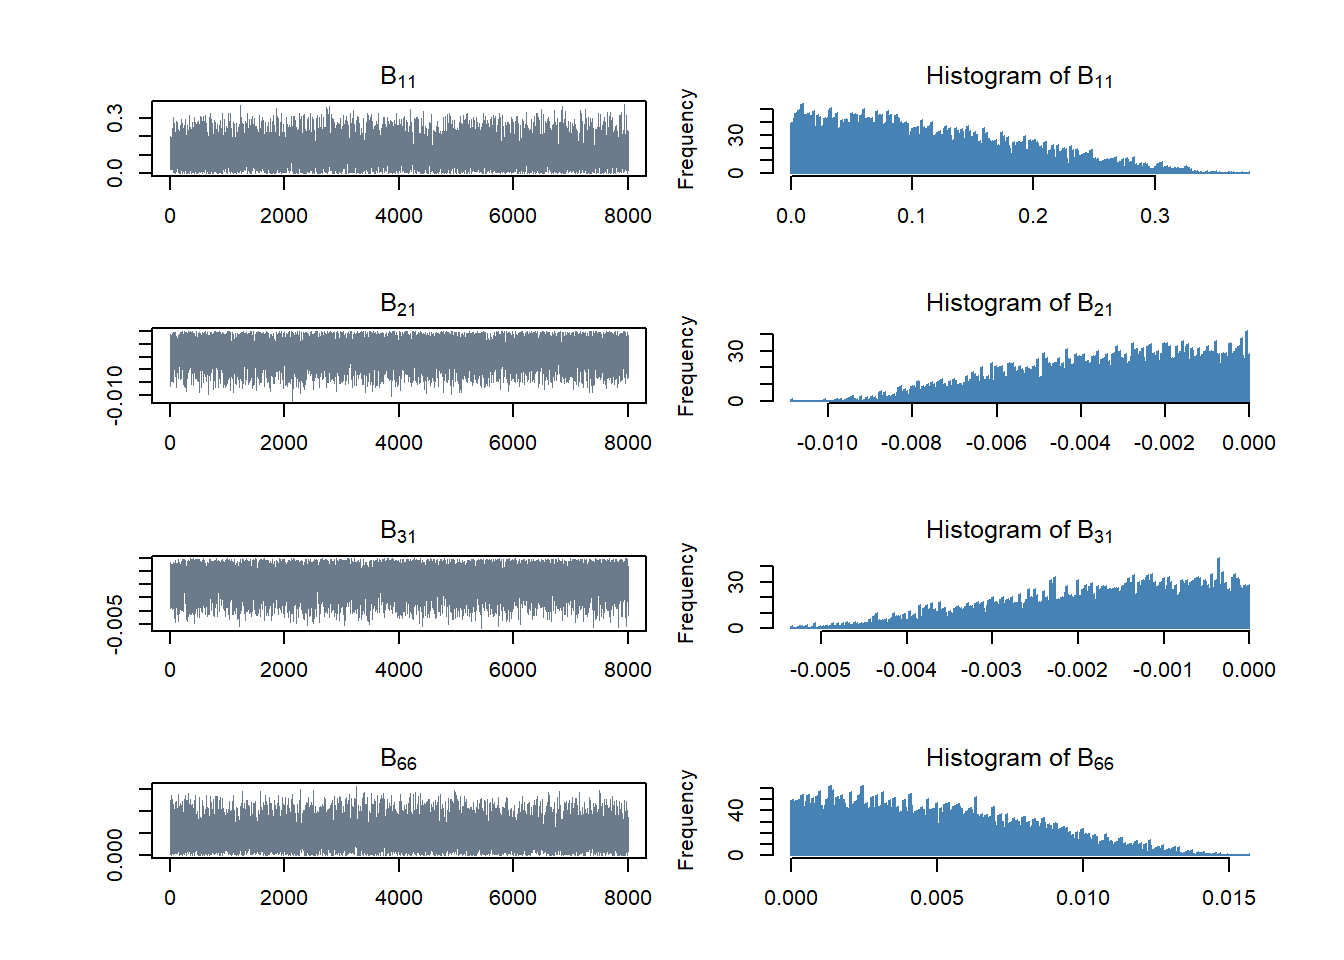 B₁₁
0.0 0.3
0 2000 4000 6000 8000
Histogram of B₁₁
Frequency
0 30
0.0 0.1 0.2 0.3
B₂₁
-0.010
0 2000 4000 6000 8000
Histogram of B₂₁
Frequency
0 30
-0.010 -0.008 -0.006 -0.004 -0.002 0.000
B₃₁
-0.005
0 2000 4000 6000 8000
Histogram of B₃₁
Frequency
0 30
-0.005 -0.004 -0.003 -0.002 -0.001 0.000
B₆₆
0.000
0 2000 4000 6000 8000
Histogram of B₆₆
Frequency
0 40
0.000 0.005 0.010 0.015